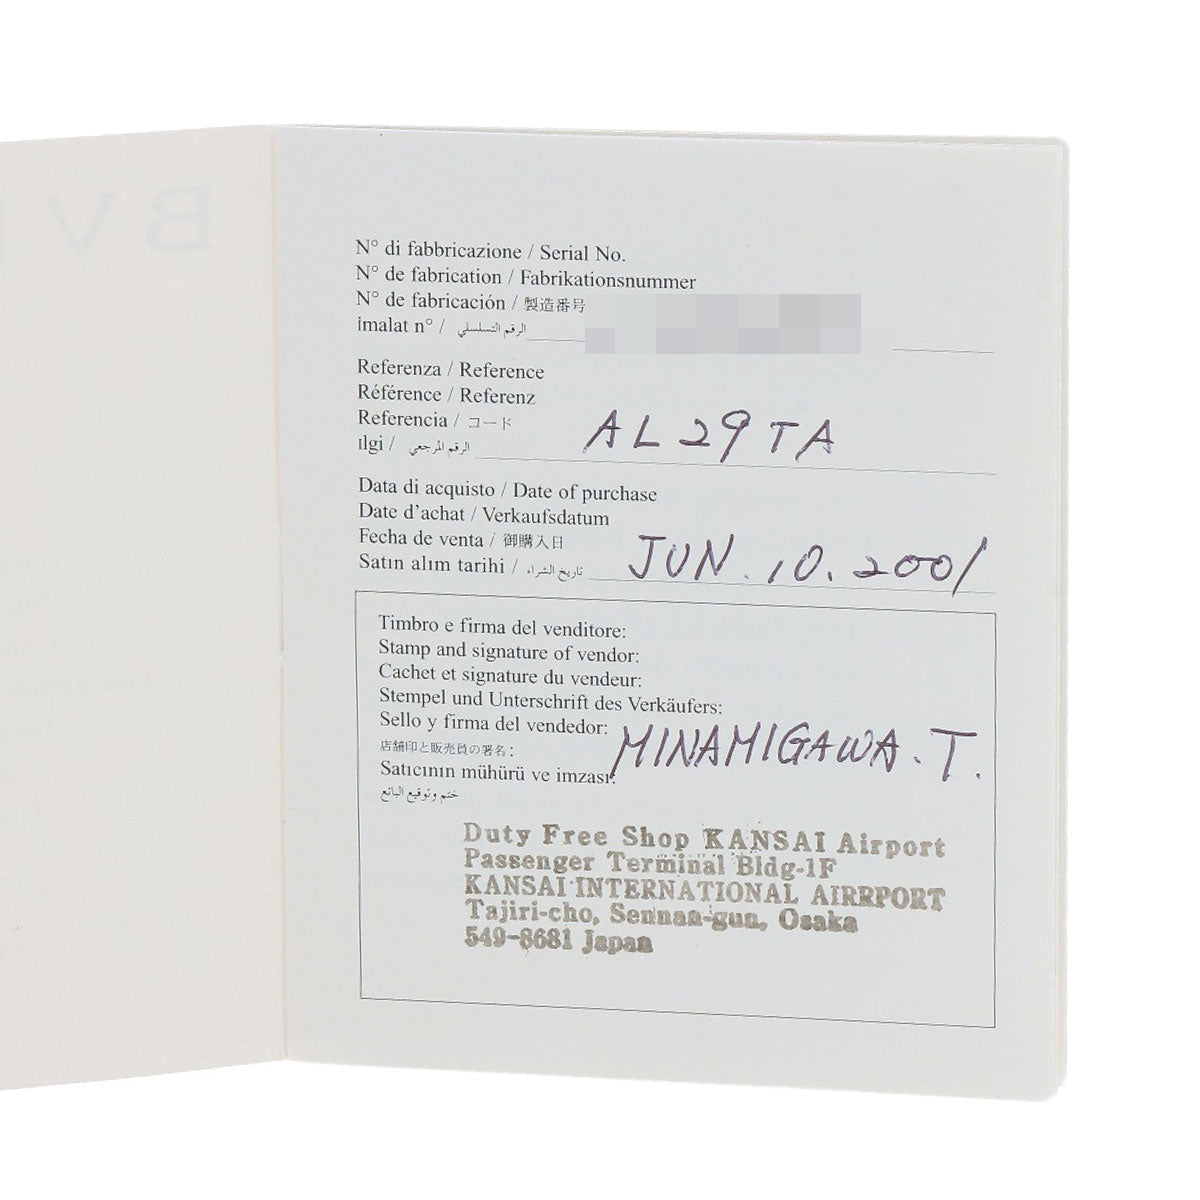 BV
N° di fabbricazione / Serial No.
N° de fabrication / Fabrikationsnummer
N° de fabricación / 製造番号
İmalat n° / الرقم التسلسلي
Referenza / Reference
Référence / Referenz
Referencia / コード
ılgi / الرقم المرجعي AL29TA
Data di acquisto / Date of purchase
Date d'achat / Verkaufsdatum
Fecha de venta / 御購入日
Satın alım tarihi / تاريخ الشراء JUN. 10. 2001
Timbro e firma del venditore:
Stamp and signature of vendor:
Cachet et signature du vendeur:
Stempel und Unterschrift des Verkäufers:
Sello y firma del vendedor:
店舗印と販売員の署名:
Satıcının mühürü ve imzası:
MINAMIGAWA. T.
ختم وتوقيع البائع
Duty Free Shop KANSAI Airport
Passenger Terminal Bldg-1F
KANSAI INTERNATIONAL AIRRPORT
Tajiri-cho, Sennan-gun, Osaka
549-8681 Japan